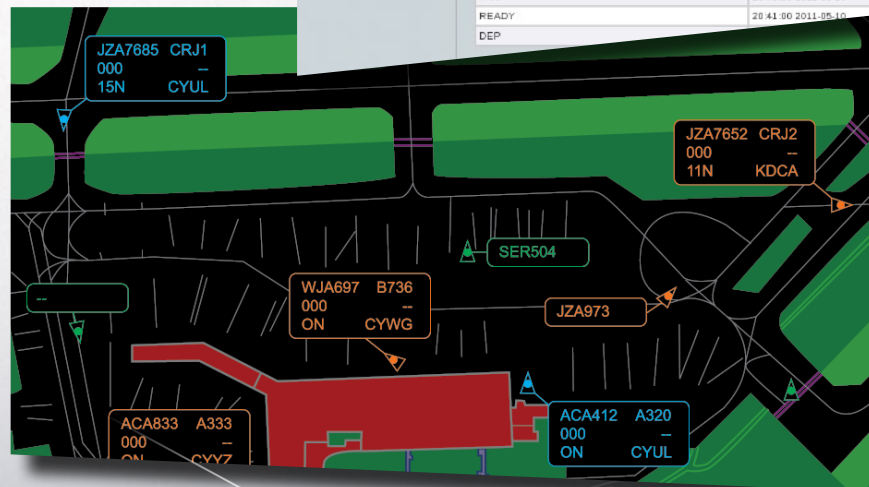 READY 20:41:00 2011-05-10
DEP
JZA7685 CRJ1
000 --
15N CYUL
JZA7652 CRJ2
000 --
11N KDCA
SER504
--
WJA697 B736
000 --
ON CYWG
JZA973
ACA833 A333
000 --
ON CYYZ
ACA412 A320
000 --
ON CYUL